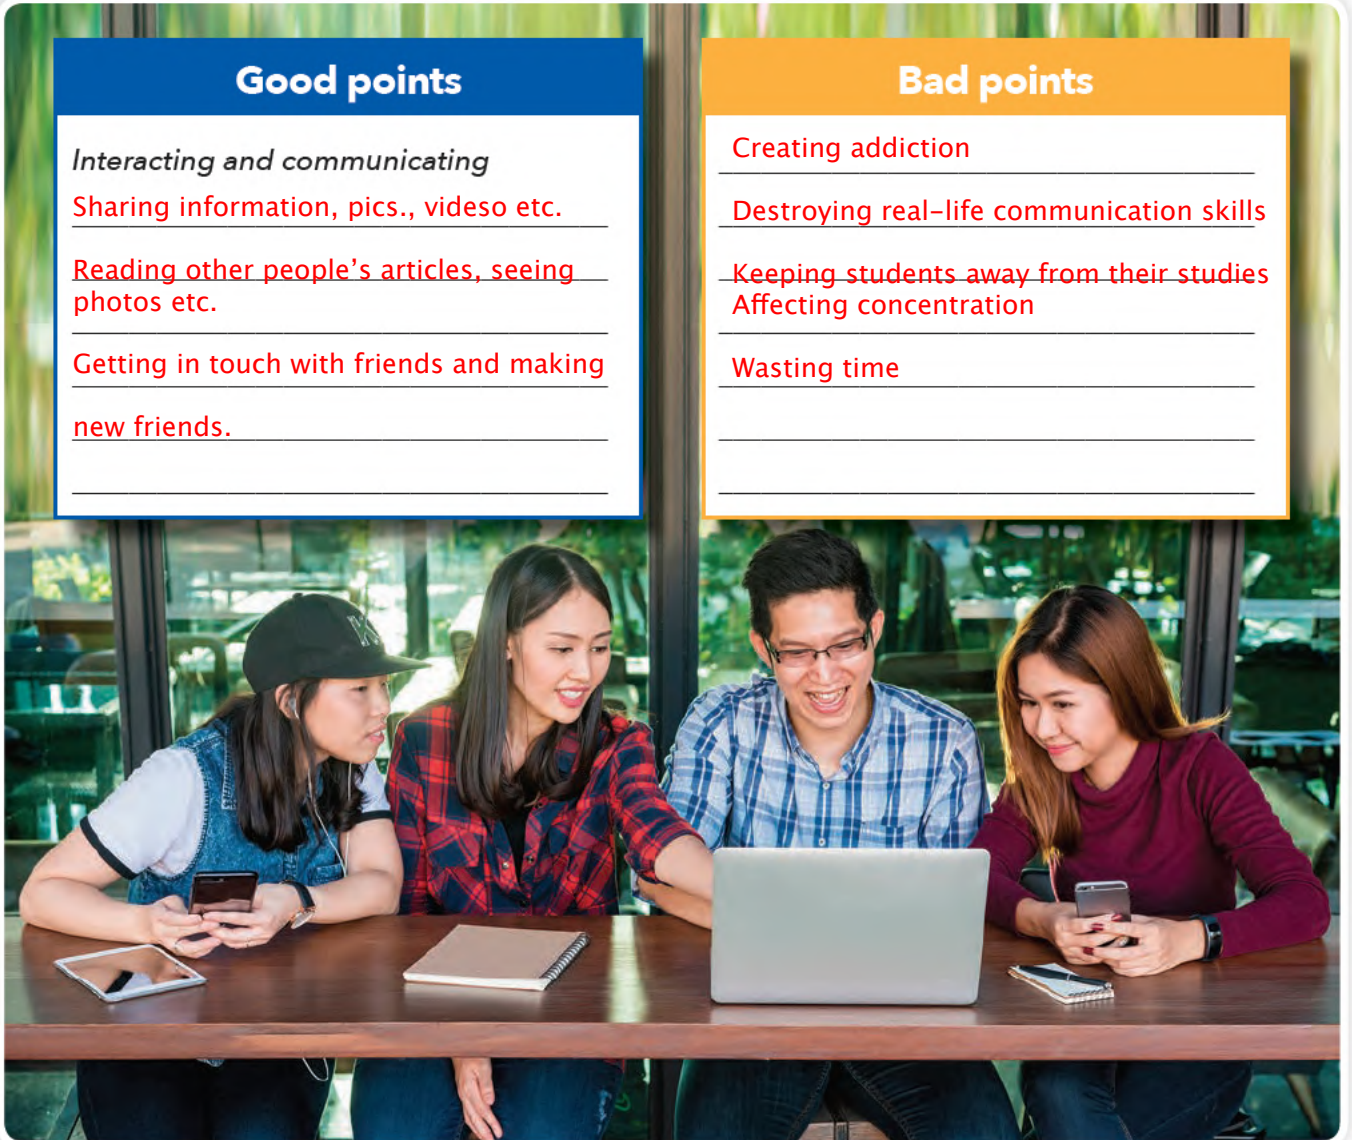 Good points
Interacting and communicating
Sharing information, pics., videso etc.
Reading other people’s articles, seeing
photos etc.
Getting in touch with friends and making
new friends.
Bad points
Creating addiction
Destroying real-life communication skills
Keeping students away from their studies
Affecting concentration
Wasting time